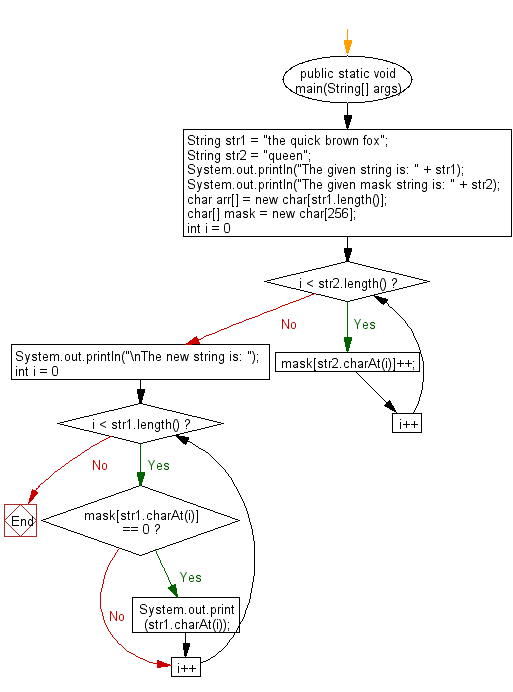 public static void
main(String[] args)
String str1 = "the quick brown fox";
String str2 = "queen";
System.out.println("The given string is: " + str1);
System.out.println("The given mask string is: " + str2);
char arr[] = new char[str1.length()];
char[] mask = new char[256];
int i = 0
i < str2.length() ?
No
Yes
System.out.println("\nThe new string is: ");
int i = 0
mask[str2.charAt(i)]++;
i++
i < str1.length() ?
No
Yes
End
mask[str1.charAt(i)]
== 0 ?
Yes
No
System.out.print
(str1.charAt(i));
i++